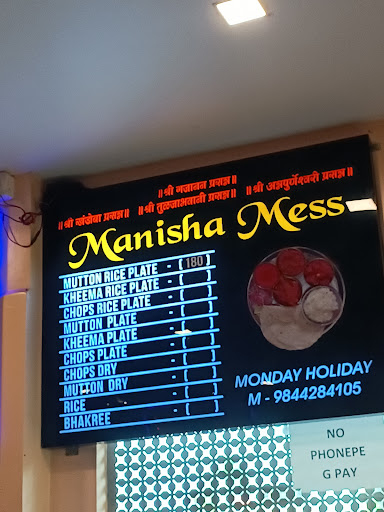 ॥श्री गजानन प्रसन्न॥
॥श्री खंडोबा प्रसन्न॥ ॥श्री तुळजाभवानी प्रसन्न॥ ॥श्री अन्नपुर्णेश्वरी प्रसन्न॥
Manisha Mess
MUTTON RICE PLATE - ( 180 )
KHEEMA RICE PLATE - ( )
CHOPS RICE PLATE - ( )
MUTTON PLATE - ( )
KHEEMA PLATE - ( )
CHOPS PLATE - ( )
CHOPS DRY - ( )
MUTTON DRY - ( )
RICE - ( )
BHAKREE - ( )
MONDAY HOLIDAY
M - 9844284105
NO
PHONEPE
G PAY